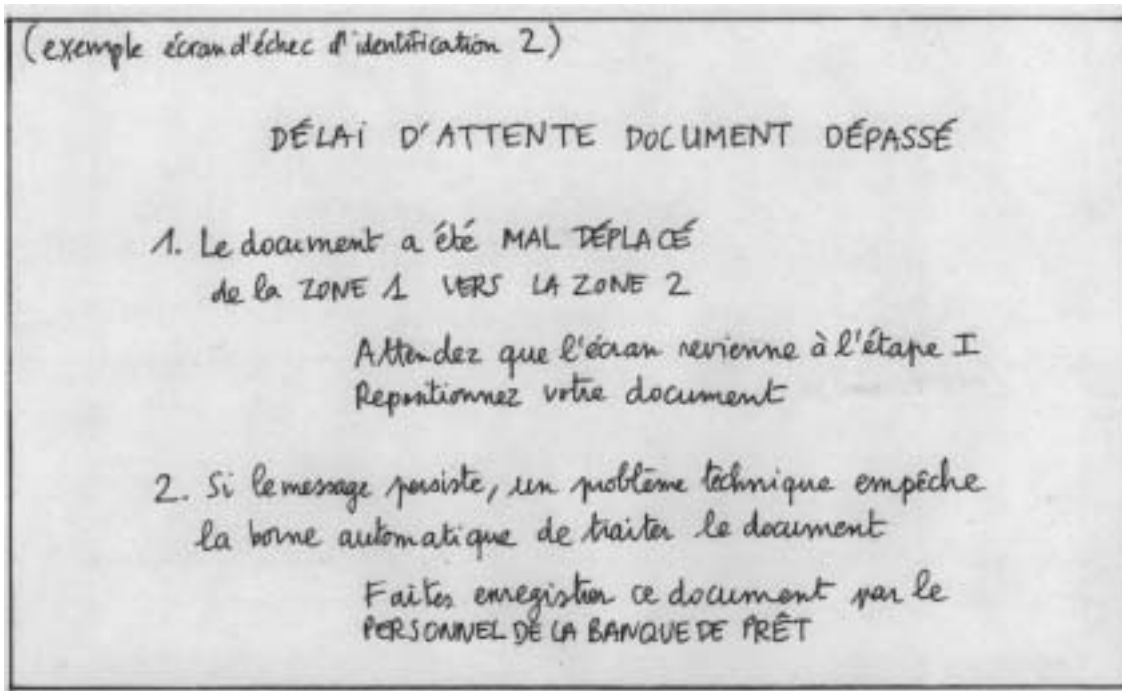 (exemple écran d'échec d'identification 2)
DÉLAi D'ATTENTE DOCUMENT DÉPASSÉ
1. Le document a été MAL DÉPLACÉ
de la ZONE 1 VERS LA ZONE 2
Attendez que l'écran revienne à l'étape I
Repositionnez votre document
2. Si le message persiste, un problème technique empêche
la borne automatique de traiter le document
Faites enregistrer ce document par le
PERSONNEL DE LA BANQUE DE PRÊT